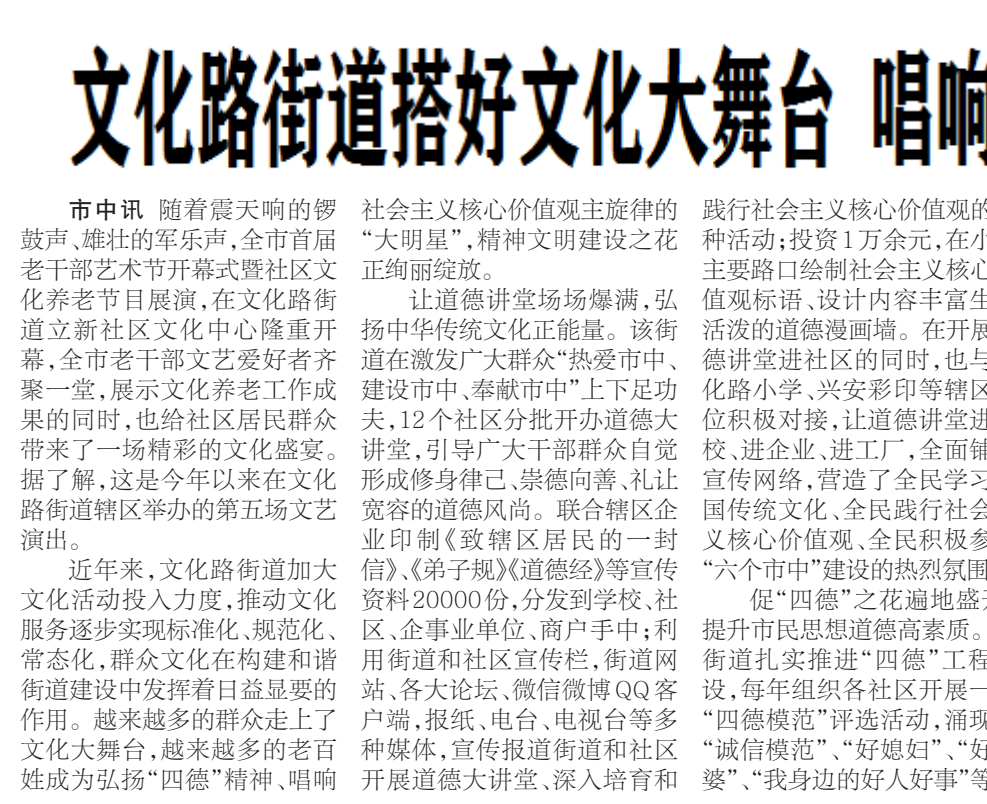 文化路街道搭好文化大舞台 唱响
市中讯 随着震天响的锣
鼓声、雄壮的军乐声,全市首届
老干部艺术节开幕式暨社区文
化养老节目展演,在文化路街
道立新社区文化中心隆重开
幕,全市老干部文艺爱好者齐
聚一堂,展示文化养老工作成
果的同时,也给社区居民群众
带来了一场精彩的文化盛宴。
据了解,这是今年以来在文化
路街道辖区举办的第五场文艺
演出。
近年来,文化路街道加大
文化活动投入力度,推动文化
服务逐步实现标准化、规范化、
常态化,群众文化在构建和谐
街道建设中发挥着日益显要的
作用。越来越多的群众走上了
文化大舞台,越来越多的老百
姓成为弘扬“四德”精神、唱响
社会主义核心价值观主旋律的
“大明星”,精神文明建设之花
正绚丽绽放。
让道德讲堂场场爆满,弘
扬中华传统文化正能量。该街
道在激发广大群众“热爱市中、
建设市中、奉献市中”上下足功
夫,12个社区分批开办道德大
讲堂,引导广大干部群众自觉
形成修身律己、崇德向善、礼让
宽容的道德风尚。联合辖区企
业印制《致辖区居民的一封
信》、《弟子规》《道德经》等宣传
资料20000份,分发到学校、社
区、企事业单位、商户手中;利
用街道和社区宣传栏,街道网
站、各大论坛、微信微博QQ客
户端,报纸、电台、电视台等多
种媒体,宣传报道街道和社区
开展道德大讲堂、深入培育和
践行社会主义核心价值观的
种活动;投资1万余元,在小
主要路口绘制社会主义核心
值观标语、设计内容丰富生
活泼的道德漫画墙。在开展
德讲堂进社区的同时,也与
化路小学、兴安彩印等辖区
位积极对接,让道德讲堂进
校、进企业、进工厂,全面铺
宣传网络,营造了全民学习
国传统文化、全民践行社会
义核心价值观、全民积极参
“六个市中”建设的热烈氛围
促“四德”之花遍地盛开
提升市民思想道德高素质。
街道扎实推进“四德”工程
设,每年组织各社区开展一
“四德模范”评选活动,涌现
“诚信模范”、“好媳妇”、“好
婆”、“我身边的好人好事”等